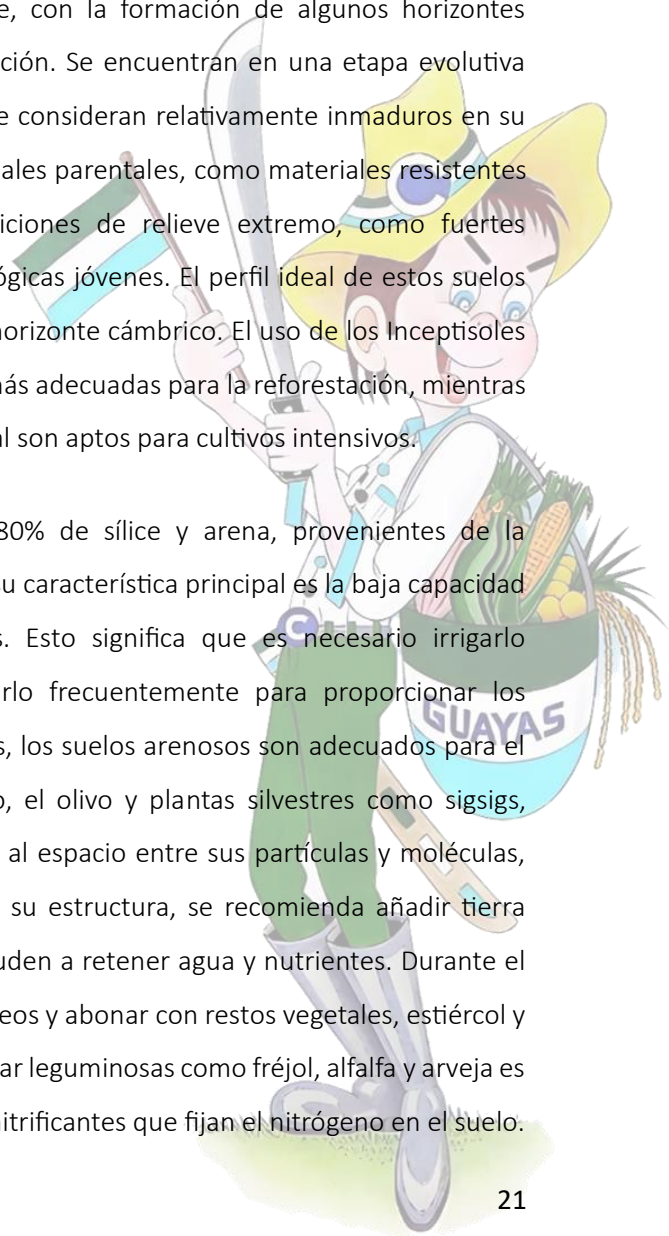 e, con la formación de algunos horizontes
ción. Se encuentran en una etapa evolutiva
e consideran relativamente inmaduros en su
ales parentales, como materiales resistentes
iciones de relieve extremo, como fuertes
ógicas jóvenes. El perfil ideal de estos suelos
horizonte cámbrico. El uso de los Inceptisoles
más adecuadas para la reforestación, mientras
al son aptos para cultivos intensivos.
80% de sílice y arena, provenientes de la
su característica principal es la baja capacidad
s. Esto significa que es necesario irrigarlo
arlo frecuentemente para proporcionar los
s, los suelos arenosos son adecuados para el
o, el olivo y plantas silvestres como sigsigs,
al espacio entre sus partículas y moléculas,
su estructura, se recomienda añadir tierra
uden a retener agua y nutrientes. Durante el
eos y abonar con restos vegetales, estiércol y
ar leguminosas como fréjol, alfalfa y arveja es
nitrificantes que fijan el nitrógeno en el suelo.
C
GUAYAS
21